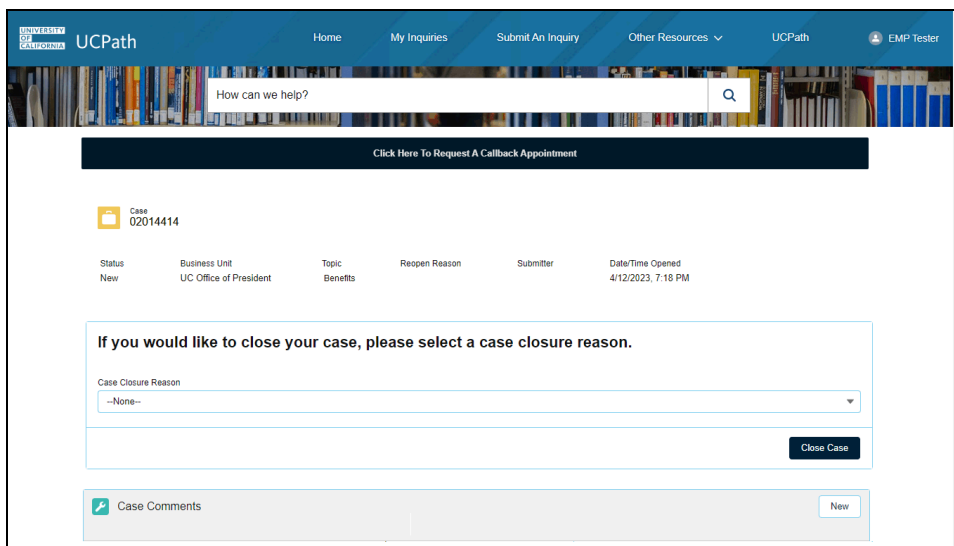 UNIVERSITY
OF
CALIFORNIA
UCPath
Home
My Inquiries
Submit An Inquiry
Other Resources
UCPath
EMP Tester
How can we help?
Click Here To Request A Callback Appointment
Case
02014414
Status Business Unit Topic Reopen Reason Submitter Date/Time Opened
New UC Office of President Benefits 4/12/2023, 7:18 PM
If you would like to close your case, please select a case closure reason.
Case Closure Reason
--None--
Close Case
Case Comments
New